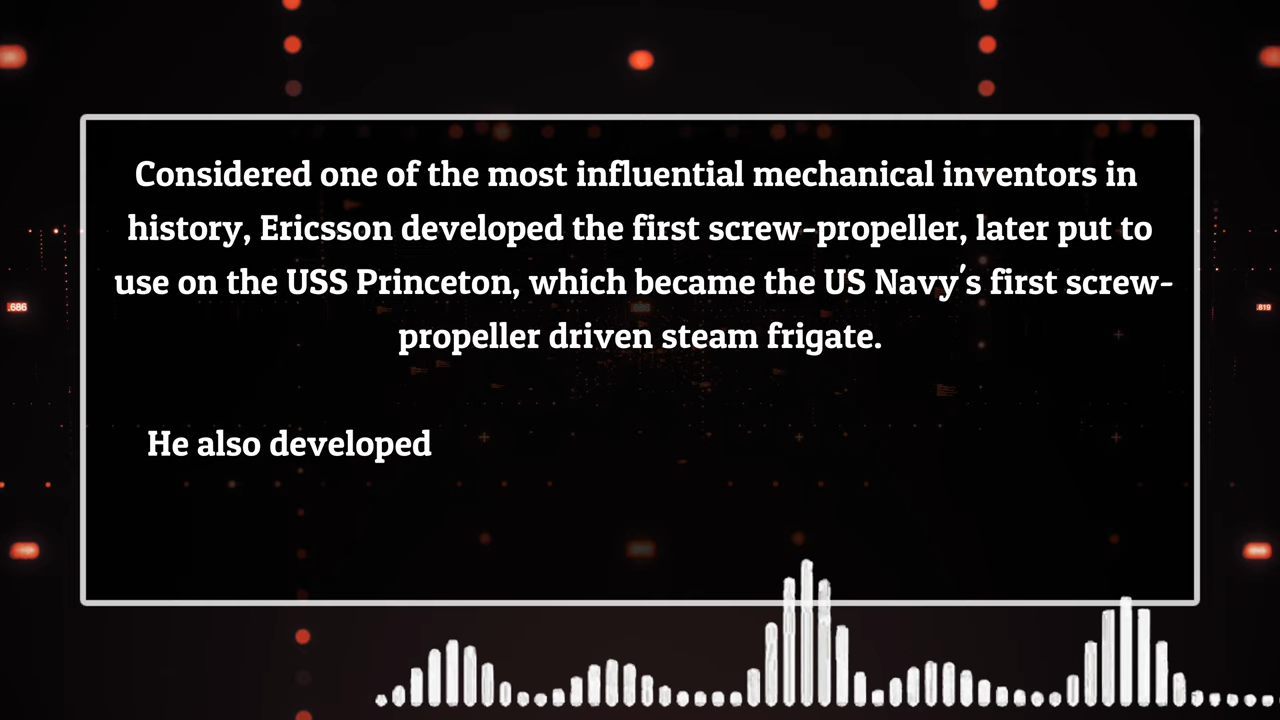 Considered one of the most influential mechanical inventors in
history, Ericsson developed the first screw-propeller, later put to
use on the USS Princeton, which became the US Navy's first screw-
propeller driven steam frigate.
He also developed
.686
.819